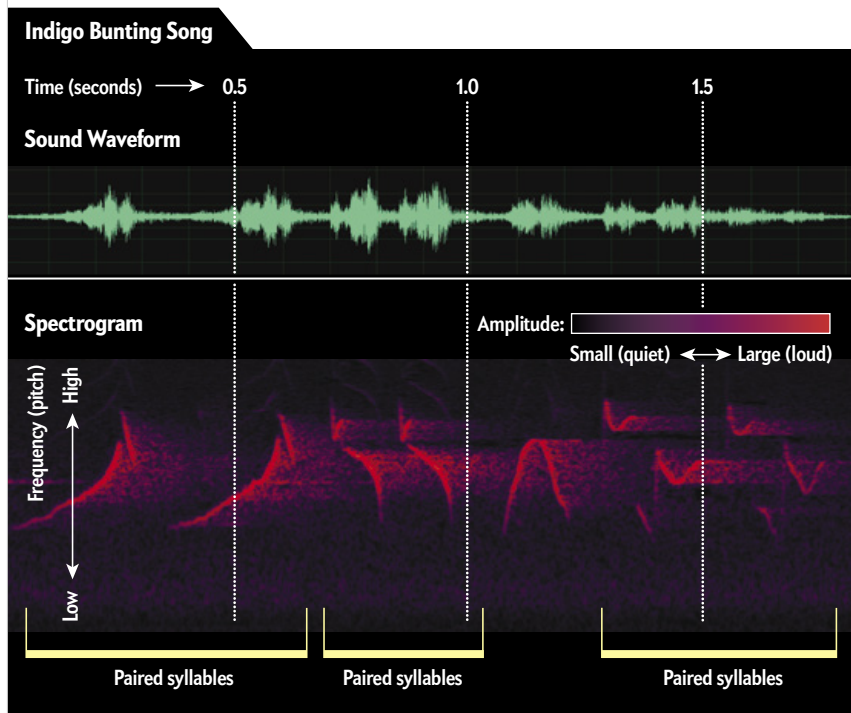 Indigo Bunting Song
Time (seconds) 0.5 1.0 1.5
Sound Waveform
Spectrogram
Amplitude:
Small (quiet) Large (loud)
Frequency (pitch)
High
Low
Paired syllables Paired syllables Paired syllables